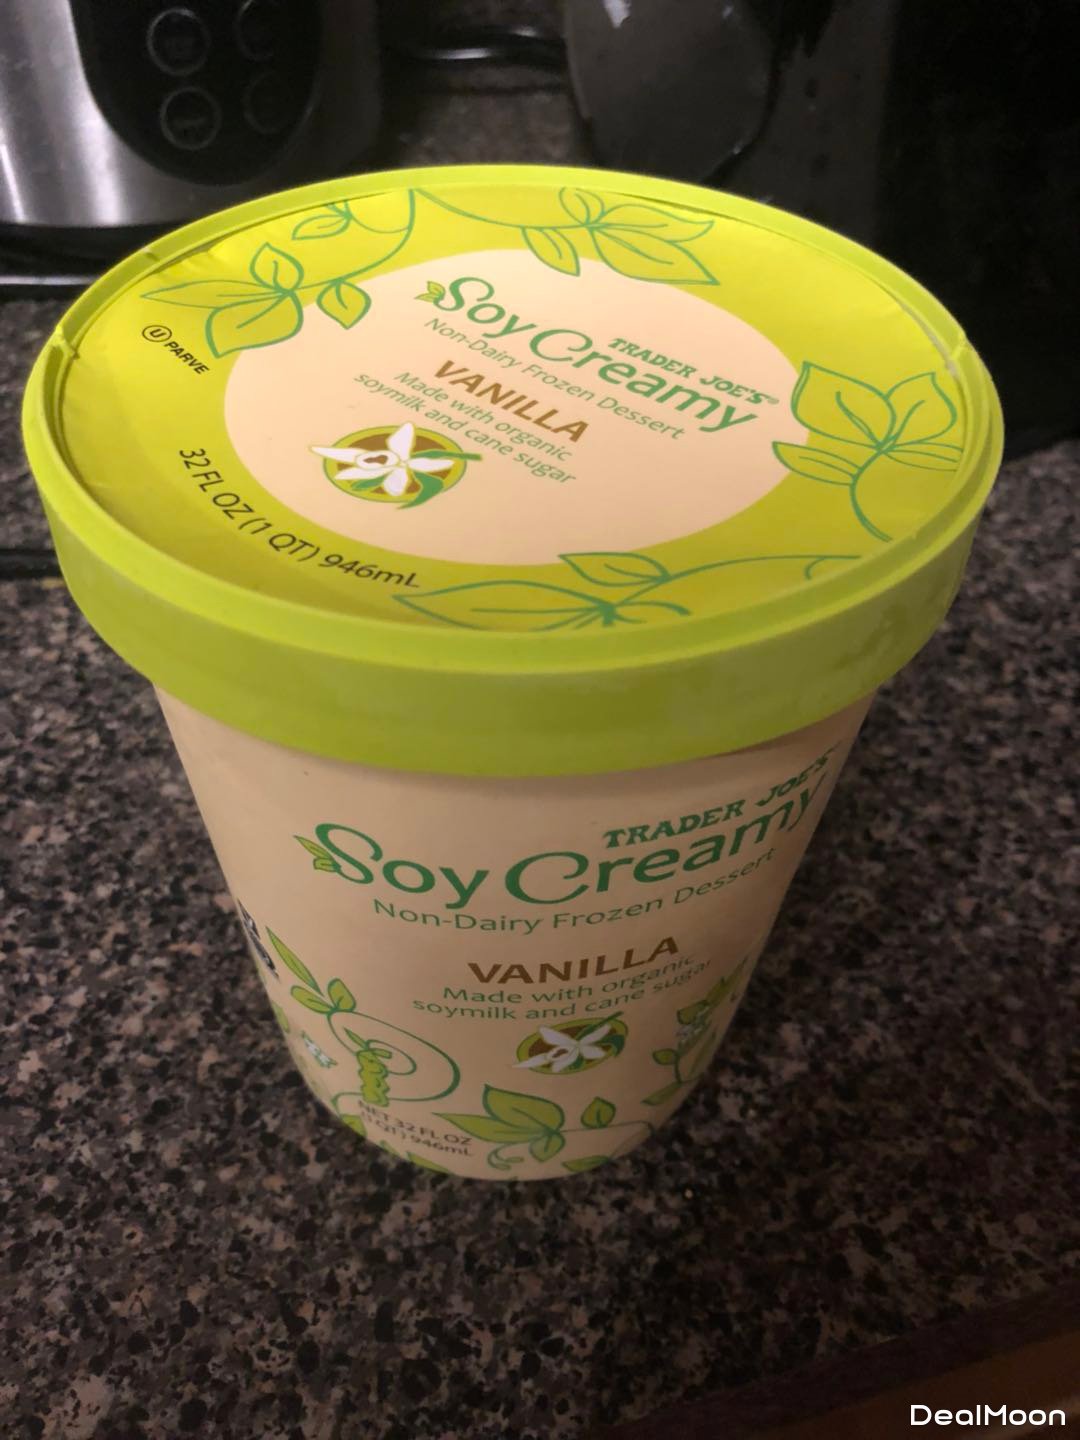 TRADER JOE'S®
Soy Creamy
Non-Dairy Frozen Dessert
VANILLA
Made with organic
soymilk and cane sugar
U PARVE
32 FL OZ (1 QT) 946mL
TRADER JOE'S
Soy Creamy
Non-Dairy Frozen Dessert
VANILLA
Made with organic
soymilk and cane sugar
NET 32 FL OZ
(1 QT) 946mL
DealMoon